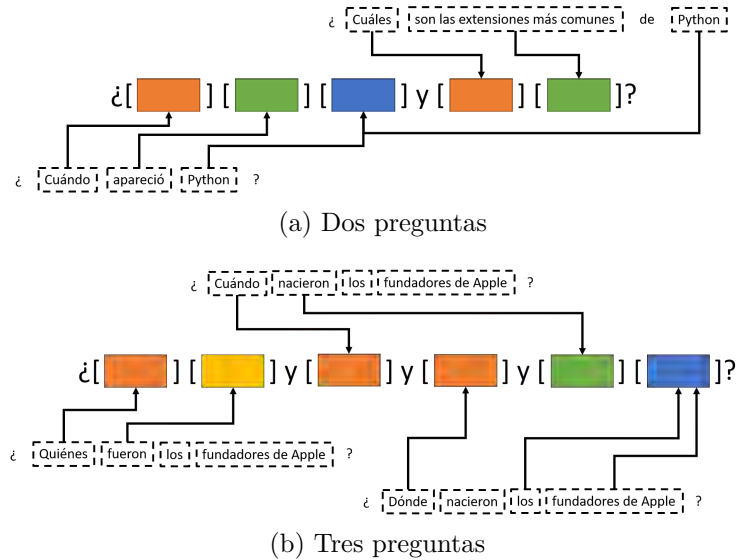 ¿ Cuáles son las extensiones más comunes de Python
¿[ ] [ ] [ ] y [ ] [ ]?
¿ Cuándo apareció Python ?
(a) Dos preguntas
¿ Cuándo nacieron los fundadores de Apple ?
¿[ ] [ ] y [ ] y [ ] y [ ] [ ]?
¿ Quiénes fueron los fundadores de Apple ?
¿ Dónde nacieron los fundadores de Apple ?
(b) Tres preguntas